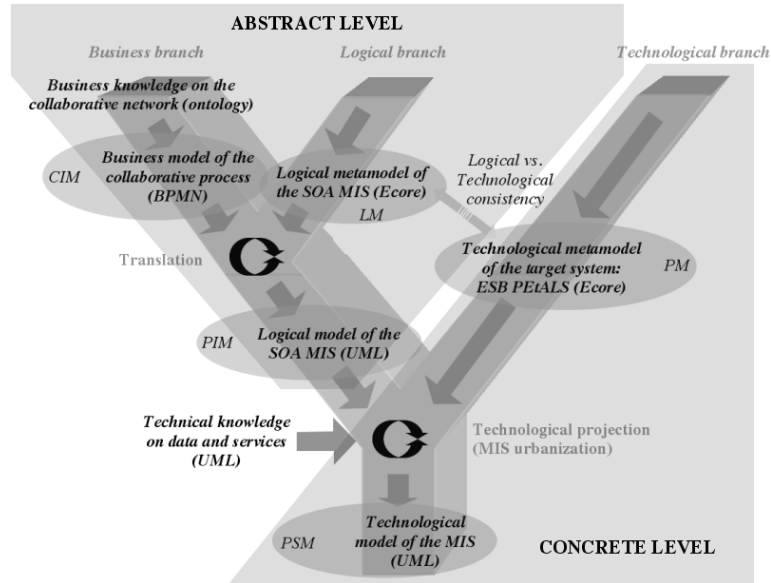 ABSTRACT LEVEL
Business branch
Logical branch
Technological branch
Business knowledge on the
collaborative network (ontology)
CIM
Business model of the
collaborative process
(BPMN)
Logical metamodel of
the SOA MIS (Ecore)
LM
Logical vs.
Technological
consistency
Translation
Technological metamodel
of the target system:
ESB PEtALS (Ecore)
PM
PIM
Logical model of the
SOA MIS (UML)
Technical knowledge
on data and services
(UML)
Technological projection
(MIS urbanization)
PSM
Technological
model of the MIS
(UML)
CONCRETE LEVEL